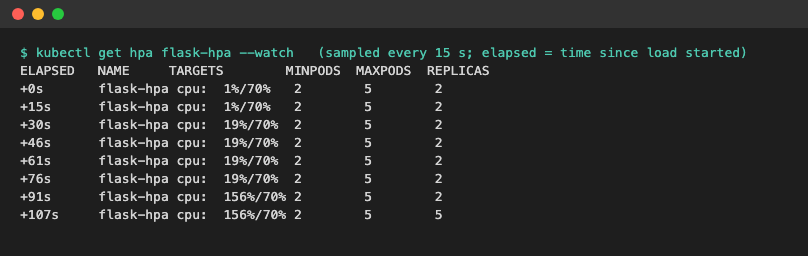 $ kubectl get hpa flask-hpa --watch   (sampled every 15 s; elapsed = time since load started)
ELAPSED   NAME     TARGETS        MINPODS  MAXPODS  REPLICAS
+0s       flask-hpa cpu:  1%/70%   2        5        2
+15s      flask-hpa cpu:  1%/70%   2        5        2
+30s      flask-hpa cpu:  19%/70%  2        5        2
+46s      flask-hpa cpu:  19%/70%  2        5        2
+61s      flask-hpa cpu:  19%/70%  2        5        2
+76s      flask-hpa cpu:  19%/70%  2        5        2
+91s      flask-hpa cpu:  156%/70% 2        5        2
+107s     flask-hpa cpu:  156%/70% 2        5        5